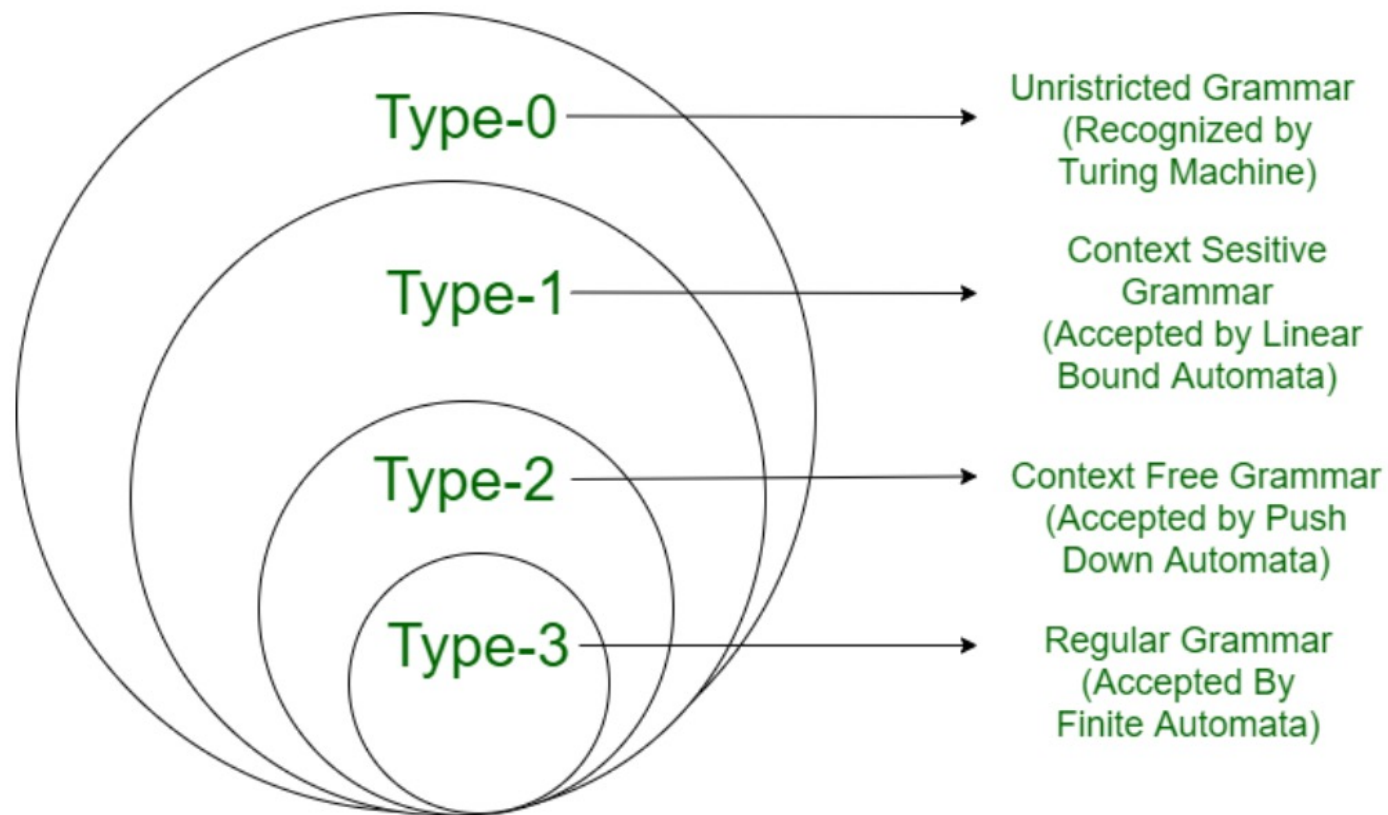 Type-0
Unristricted Grammar
(Recognized by
Turing Machine)
Type-1
Context Sesitive
Grammar
(Accepted by Linear
Bound Automata)
Type-2
Context Free Grammar
(Accepted by Push
Down Automata)
Type-3
Regular Grammar
(Accepted By
Finite Automata)